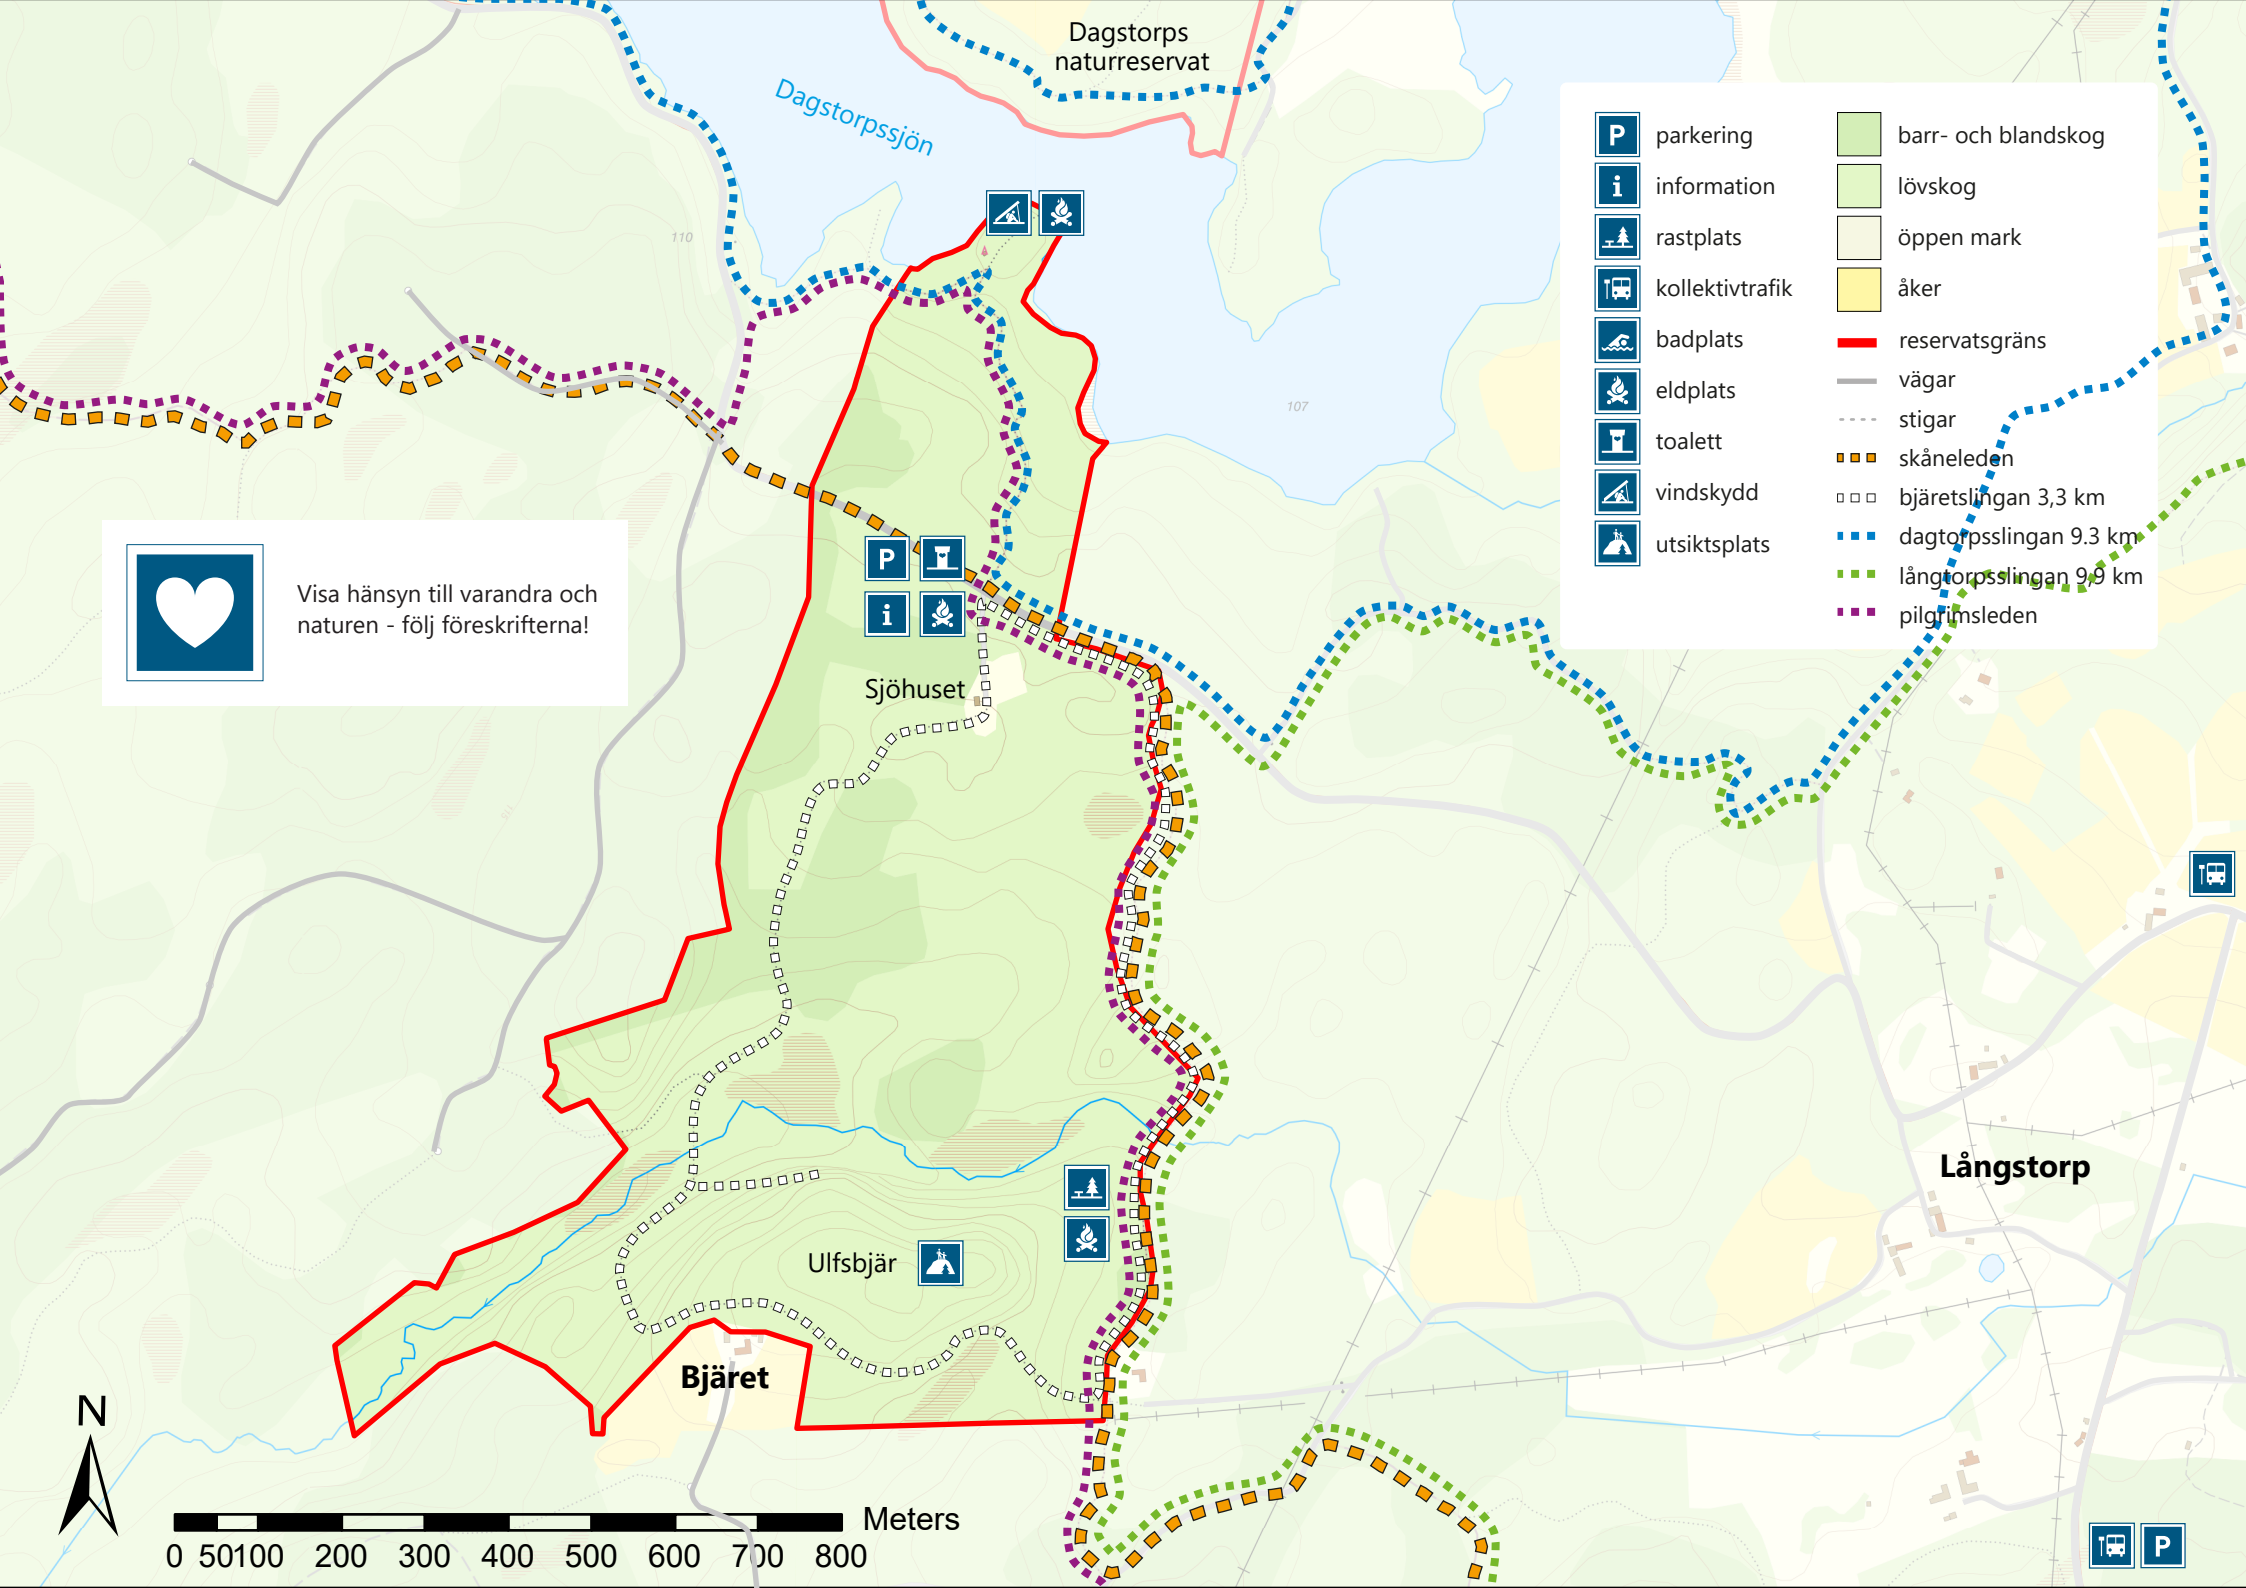 Dagstorps
naturreservat
Dagstorpssjön
110
107
P parkering
i information
rastplats
kollektivtrafik
badplats
eldplats
toalett
vindskydd
utsiktsplats
barr- och blandskog
lövskog
öppen mark
åker
reservatsgräns
vägar
stigar
skåneleden
bjäretslingan 3,3 km
dagtorpsslingan 9.3 km
långtorpsslingan 9,9 km
pilgrimsleden
Visa hänsyn till varandra och
naturen - följ föreskrifterna!
P
i
Sjöhuset
Långstorp
Ulfsbjär
Bjäret
N
Meters
0 50 100 200 300 400 500 600 700 800
P